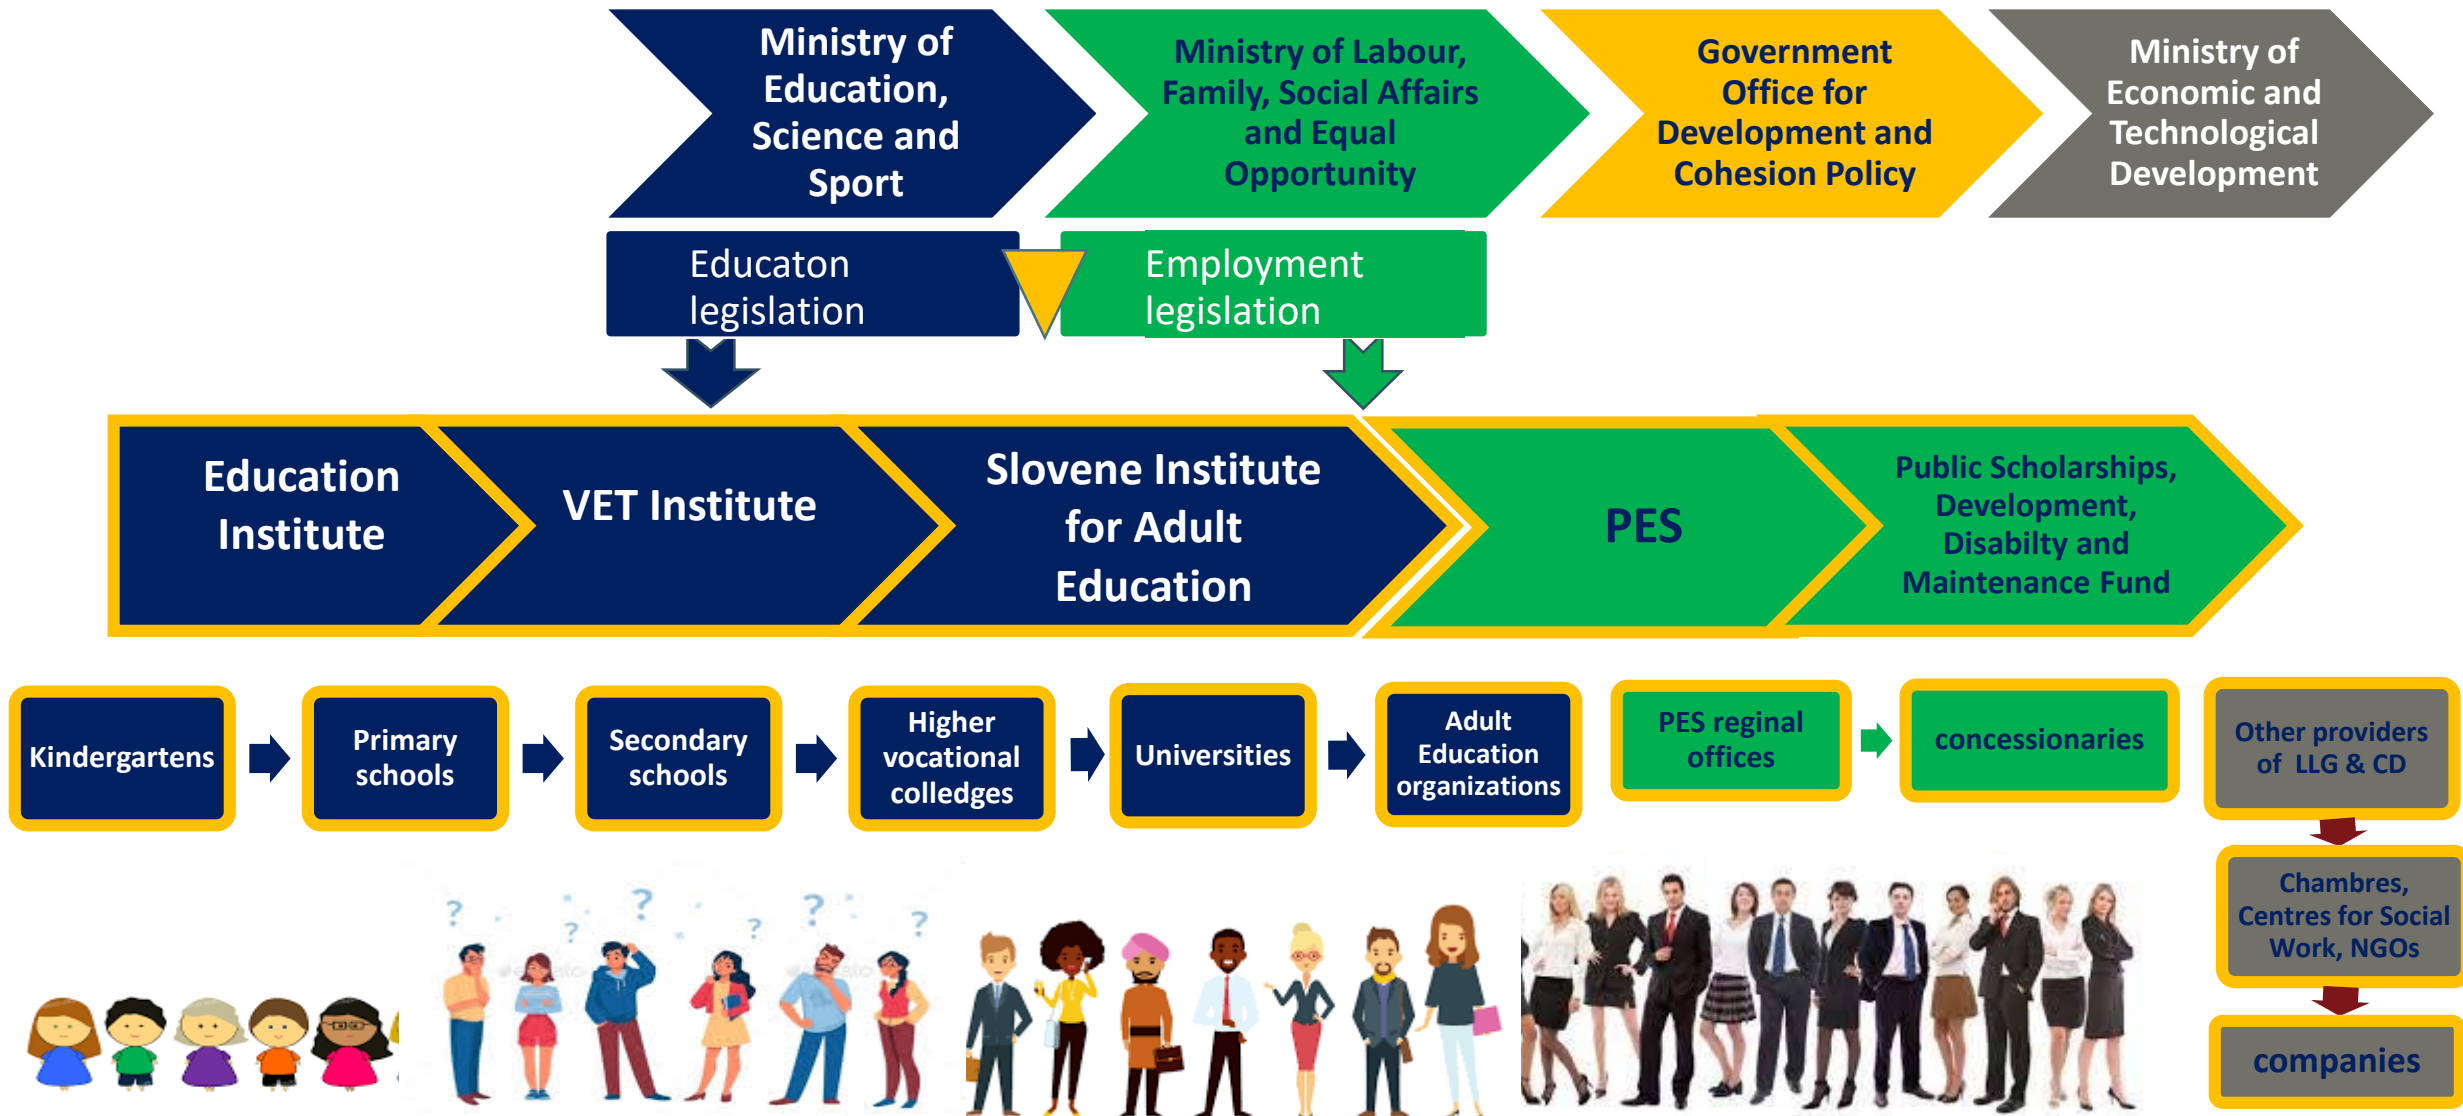 Ministry of
Education,
Science and
Sport
Ministry of Labour,
Family, Social Affairs
and Equal
Opportunity
Government
Office for
Development and
Cohesion Policy
Ministry of
Economic and
Technological
Development
Educaton
legislation
Employment
legislation
Education
Institute
VET Institute
Slovene Institute
for Adult
Education
PES
Public Scholarships,
Development,
Disabilty and
Maintenance Fund
Kindergartens
Primary
schools
Secondary
schools
Higher
vocational
colledges
Universities
Adult
Education
organizations
PES reginal
offices
concessionaries
Other providers
of LLG & CD
Chambres,
Centres for Social
Work, NGOs
companies
? ? ? ? ? ?